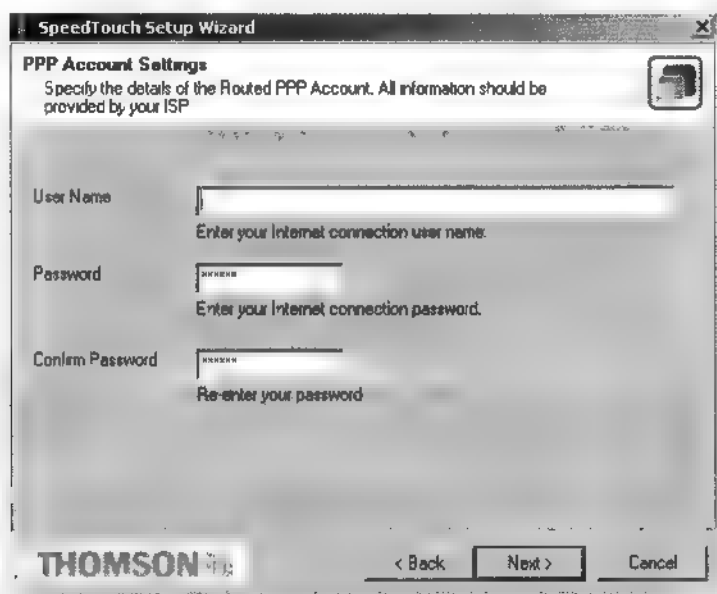 SpeedTouch Setup Wizard
PPP Account Settings
Specify the details of the Routed PPP Account. All information should be
provided by your ISP
User Name
Enter your Internet connection user name.
Password
******
Enter your Internet connection password.
Confirm Password
******
Re-enter your password
THOMSON
< Back
Next >
Cancel